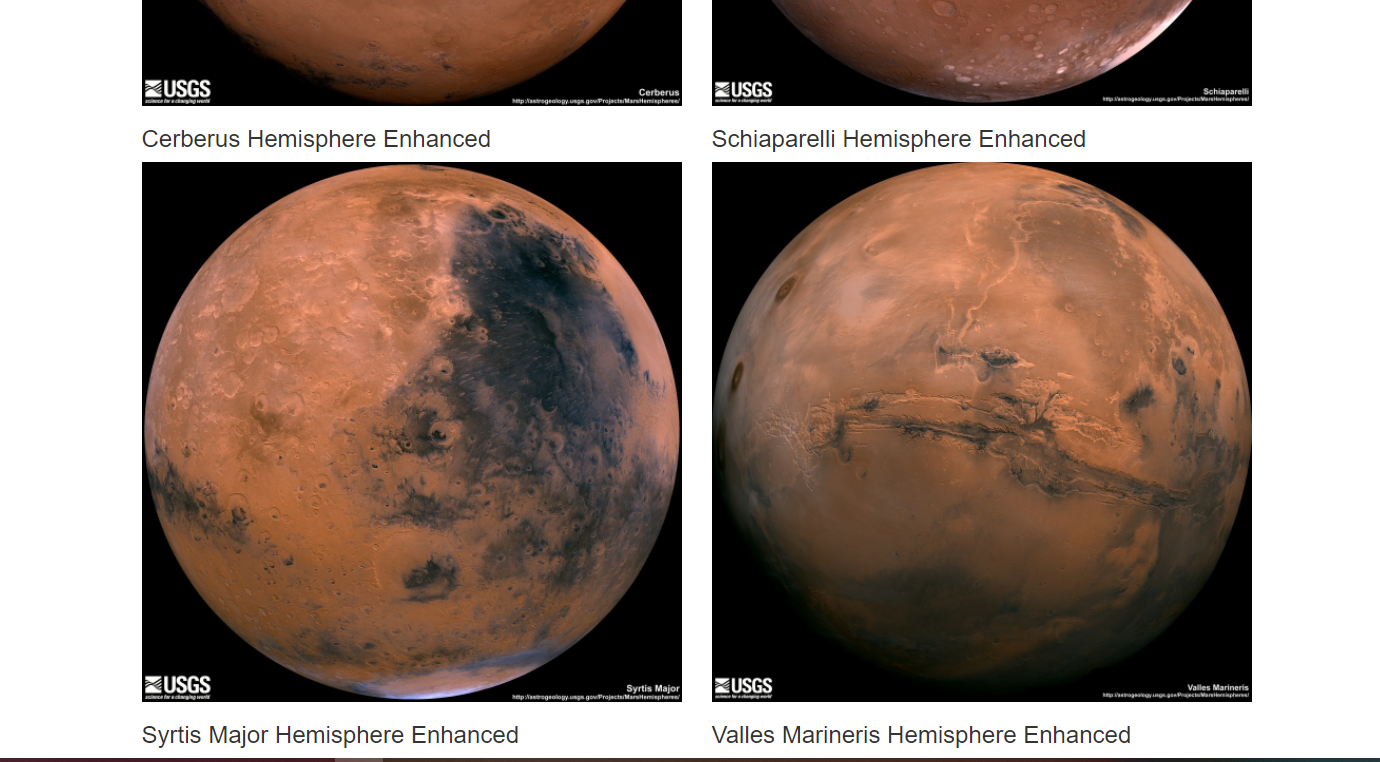 USGS
science for a changing world
Cerberus
http://astrogeology.usgs.gov/Projects/MarsHemispheres/
USGS
science for a changing world
Schiaparelli
http://astrogeology.usgs.gov/Projects/MarsHemispheres/
Cerberus Hemisphere Enhanced
Schiaparelli Hemisphere Enhanced
USGS
science for a changing world
Syrtis Major
http://astrogeology.usgs.gov/Projects/MarsHemispheres/
USGS
science for a changing world
Valles Marineris
http://astrogeology.usgs.gov/Projects/MarsHemispheres/
Syrtis Major Hemisphere Enhanced
Valles Marineris Hemisphere Enhanced